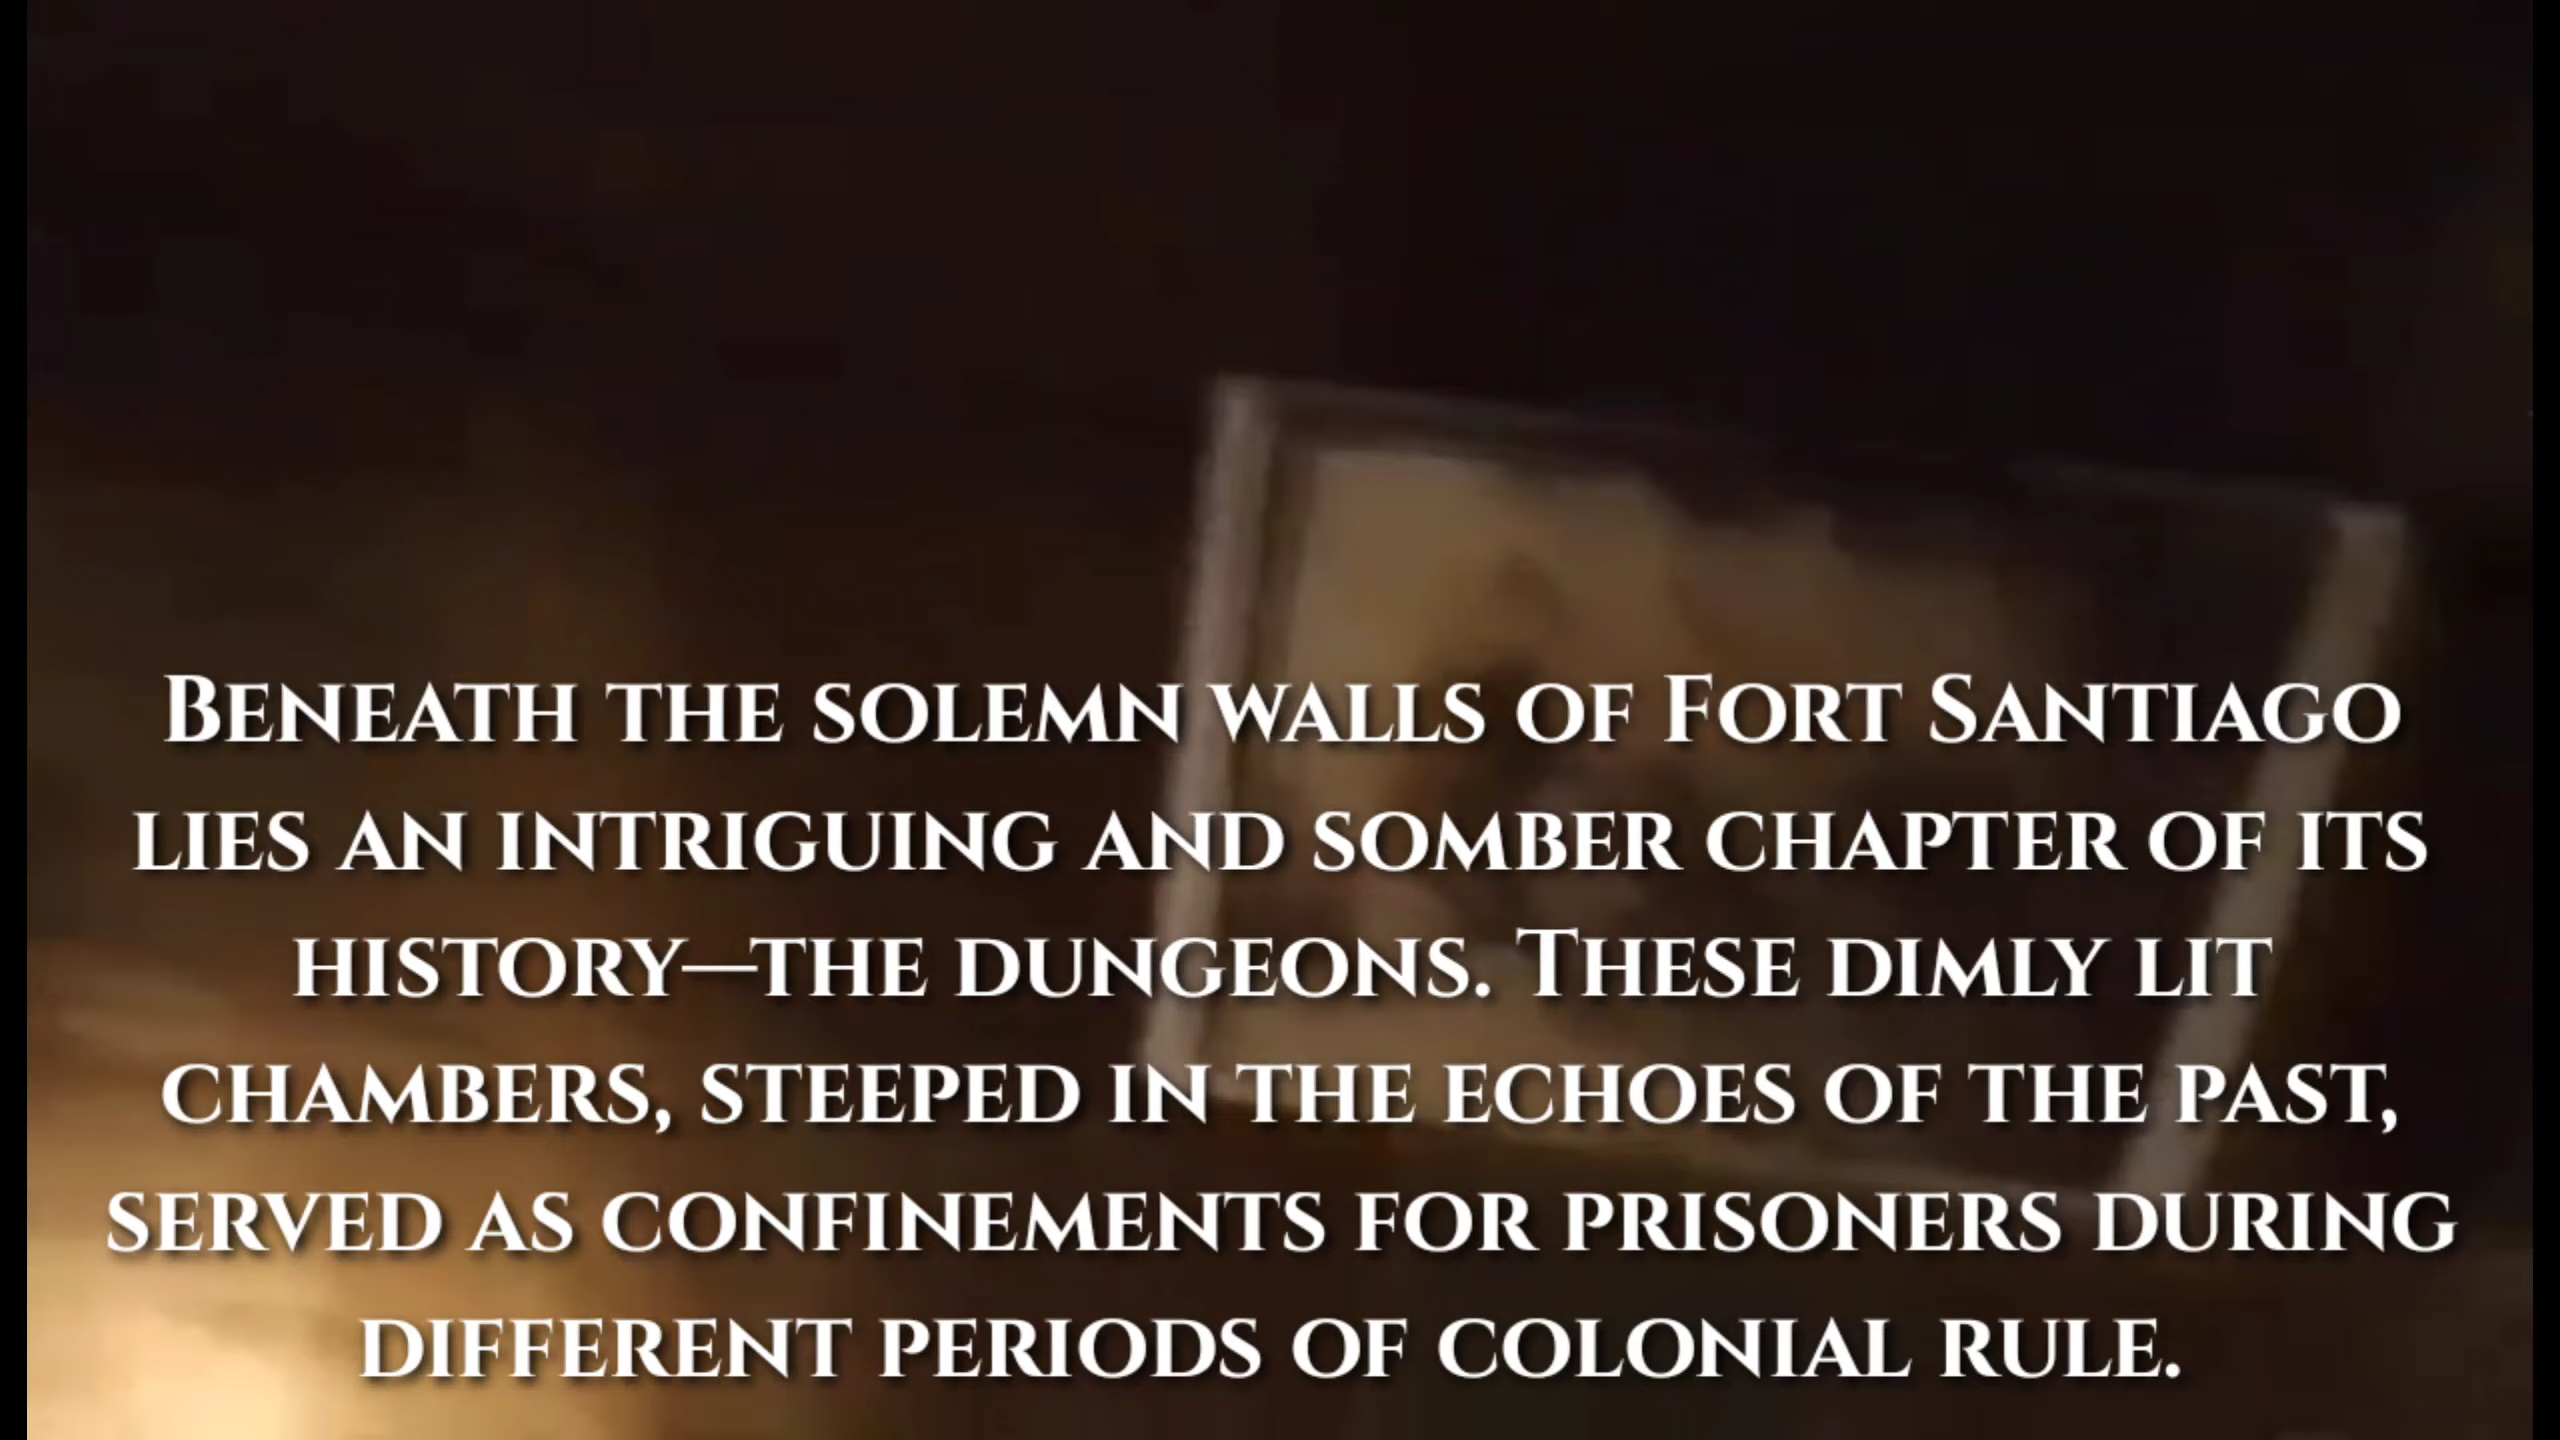 Beneath the solemn walls of Fort Santiago
lies an intriguing and somber chapter of its
history—the dungeons. These dimly lit
chambers, steeped in the echoes of the past,
served as confinements for prisoners during
different periods of colonial rule.